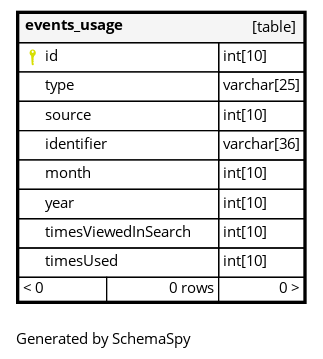 events_usage [table]
id int[10]
type varchar[25]
source int[10]
identifier varchar[36]
month int[10]
year int[10]
timesViewedInSearch int[10]
timesUsed int[10]
< 0 0 rows 0 >
Generated by SchemaSpy